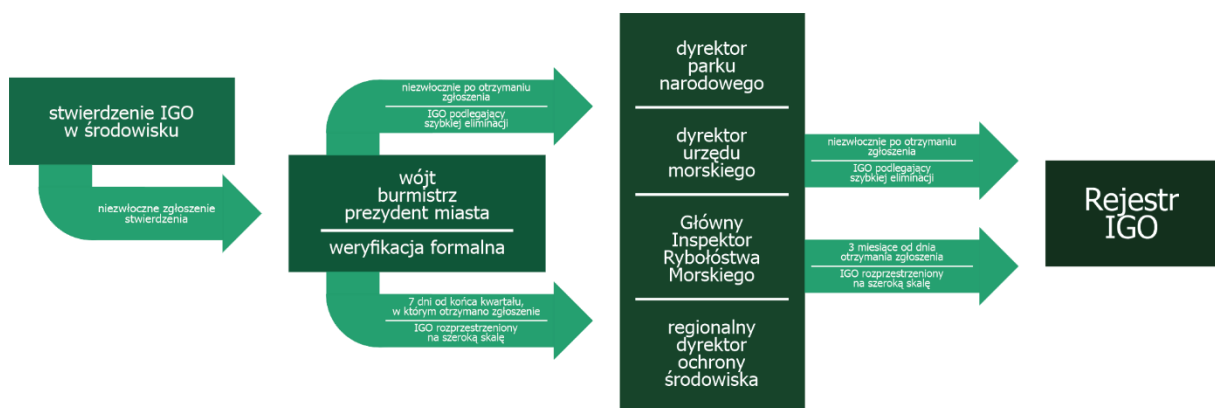 stwierdzenie IGO
w środowisku
niezwłoczne zgłoszenie
stwierdzenia
niezwłocznie po otrzymaniu
zgłoszenia
IGO podlegający
szybkiej eliminacji
wójt
burmistrz
prezydent miasta
weryfikacja formalna
7 dni od końca kwartału,
w którym otrzymano zgłoszenie
IGO rozprzestrzeniony
na szeroką skalę
dyrektor
parku
narodowego
dyrektor
urzędu
morskiego
Główny
Inspektor
Rybołóstwa
Morskiego
regionalny
dyrektor
ochrony
środowiska
niezwłocznie po otrzymaniu
zgłoszenia
IGO podlegający
szybkiej eliminacji
3 miesiące od dnia
otrzymania zgłoszenia
IGO rozprzestrzeniony
na szeroką skalę
Rejestr
IGO